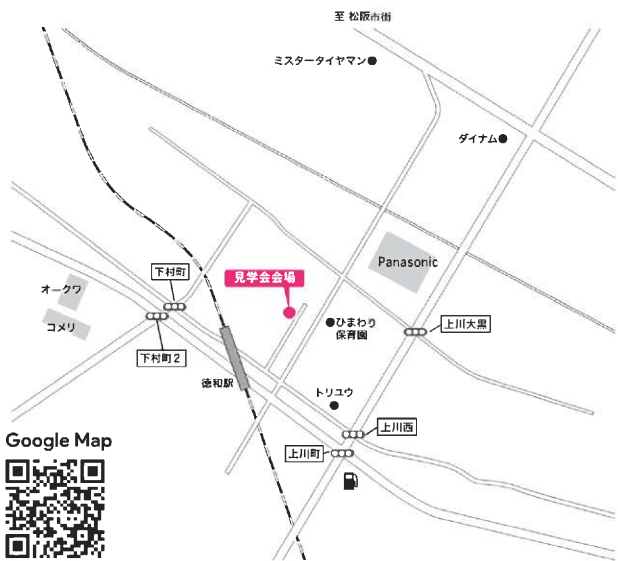 至 松阪市街
ミスタータイヤマン
ダイナム
Panasonic
下村町
見学会会場
オークワ
コメリ
ひまわり
保育園
上川大黒
下村町2
徳和駅
トリユウ
上川西
上川町
Google Map